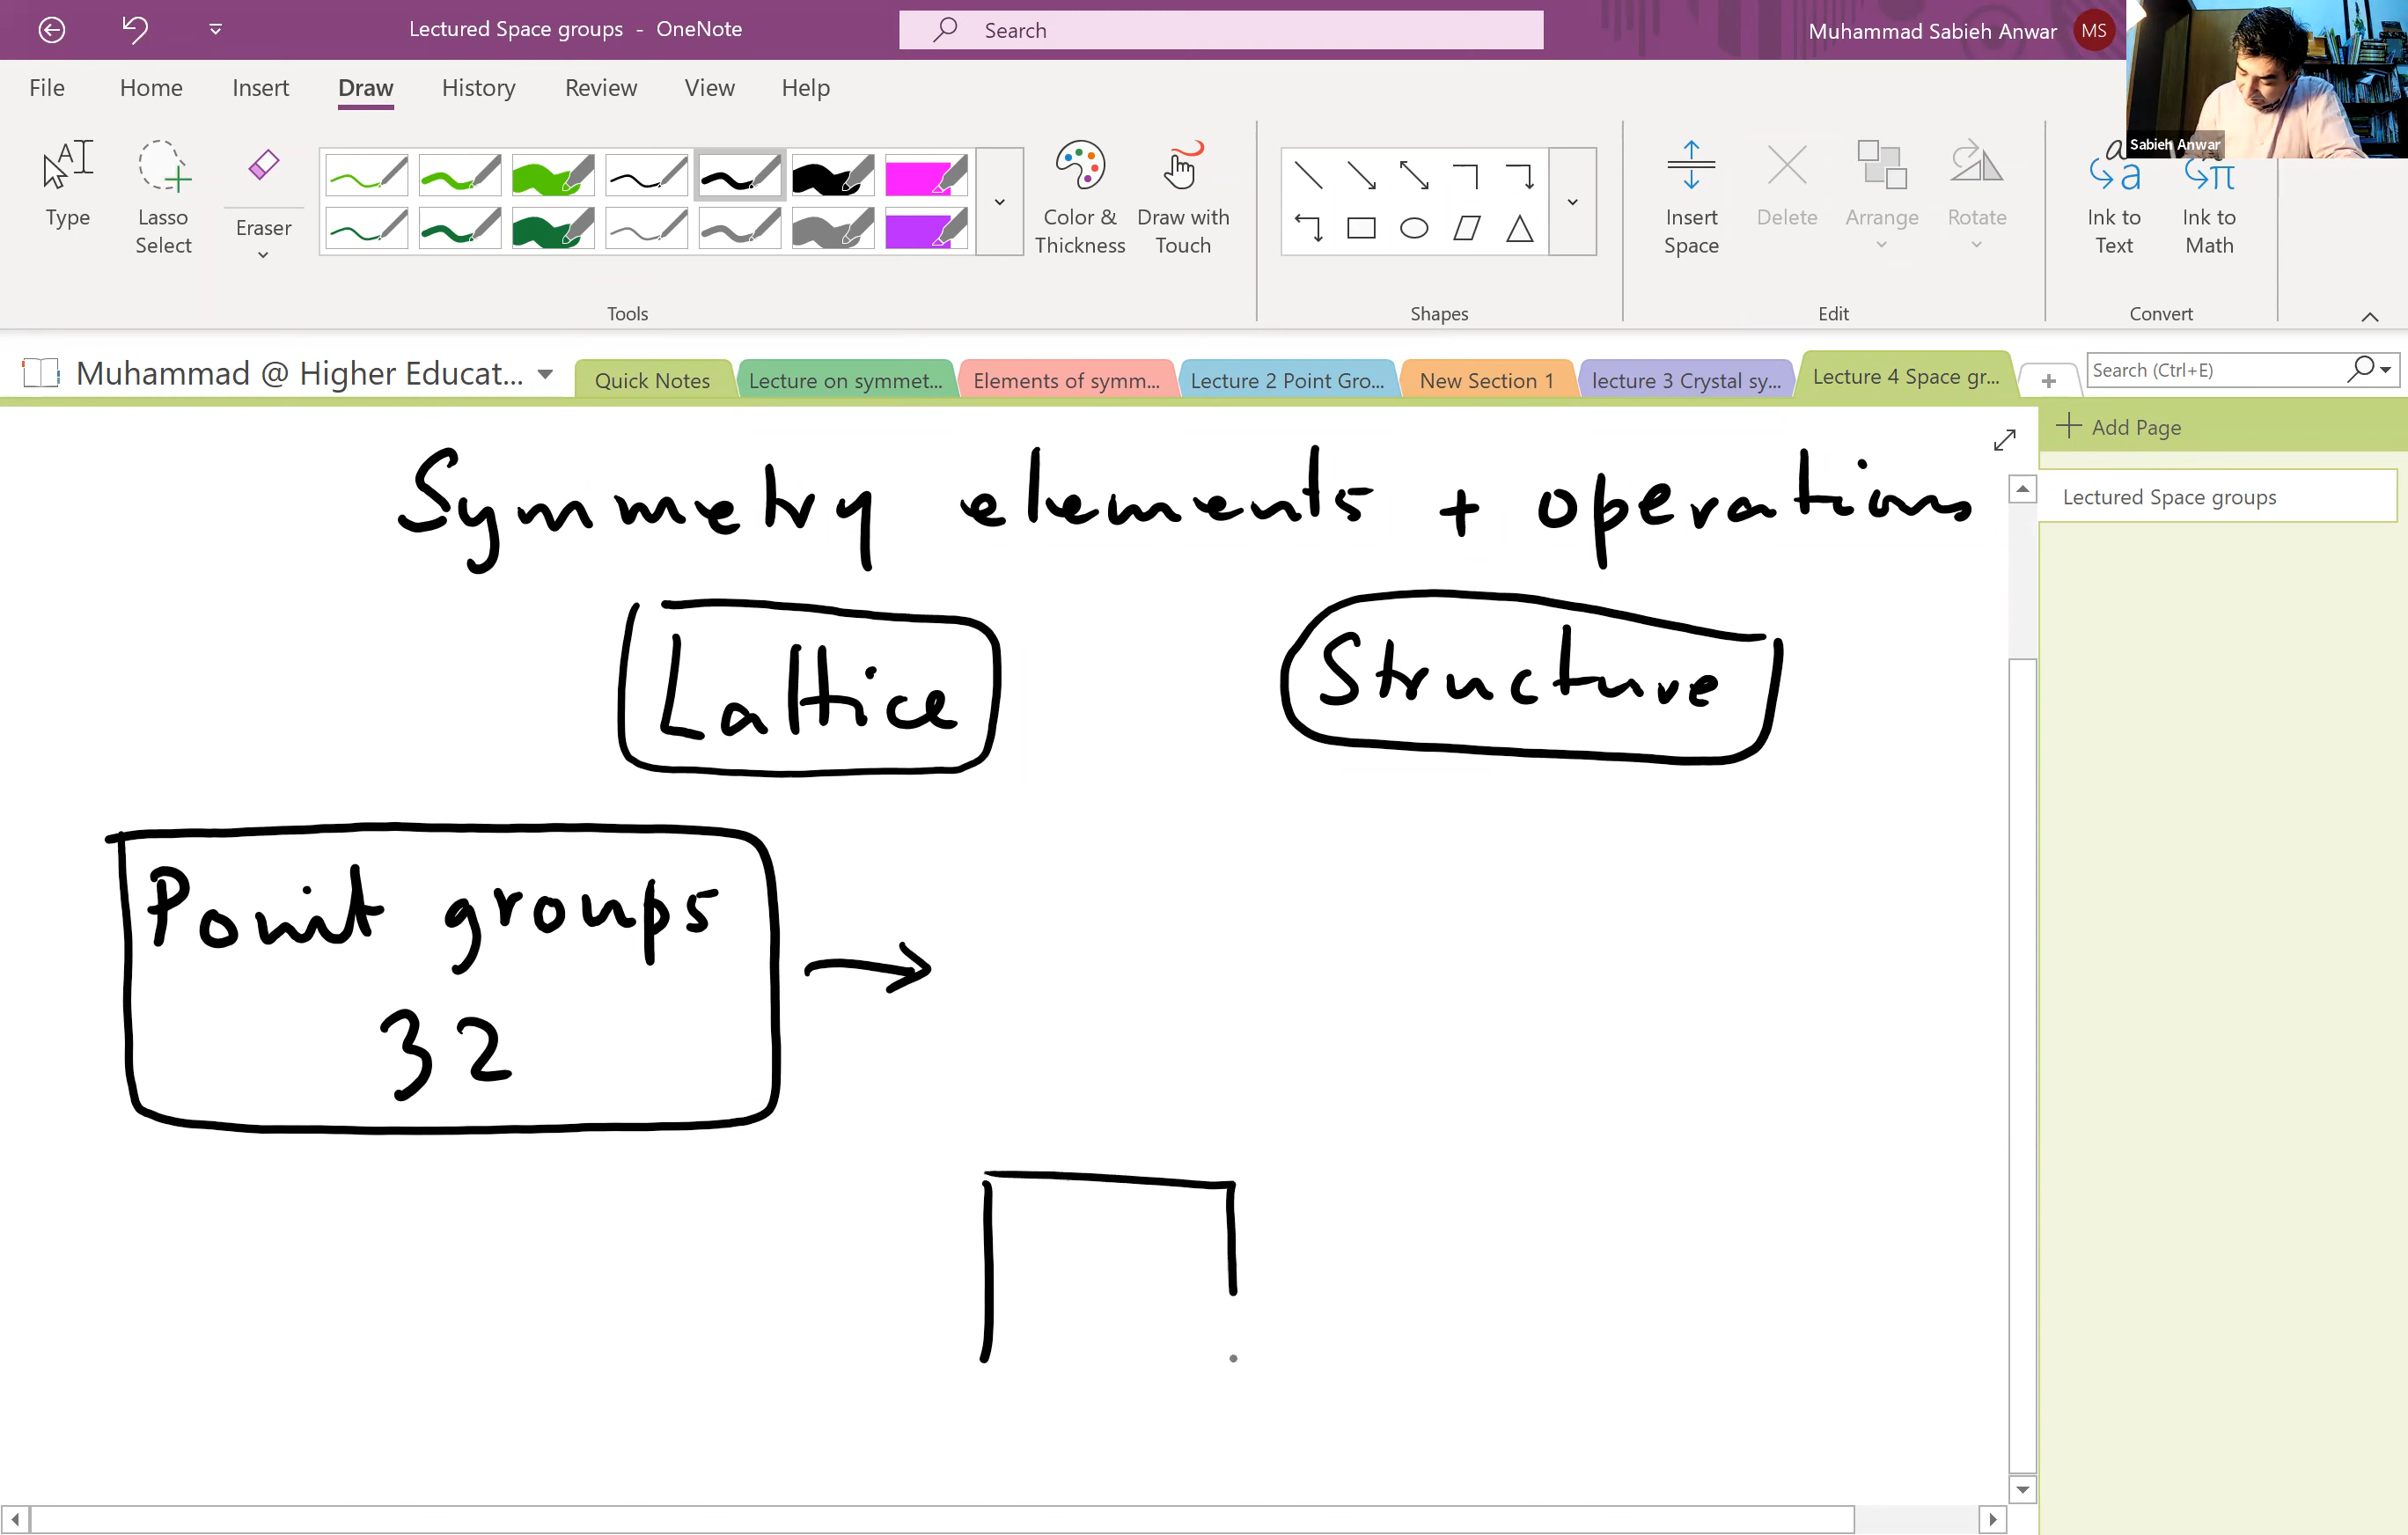 Lectured Space groups - OneNote
Search
Muhammad Sabieh Anwar MS
File Home Insert Draw History Review View Help
Sabieh Anwar
Type
Lasso Select
Eraser
Color & Thickness
Draw with Touch
Insert Space
Delete
Arrange
Rotate
Ink to Text
Ink to Math
Tools Shapes Edit Convert
Muhammad @ Higher Educat... Quick Notes Lecture on symmet... Elements of symm... Lecture 2 Point Gro... New Section 1 lecture 3 Crystal sy... Lecture 4 Space gr... Search (Ctrl+E)
Add Page
Lectured Space groups
Symmetry elements + operations
Lattice Structure
Point groups
32